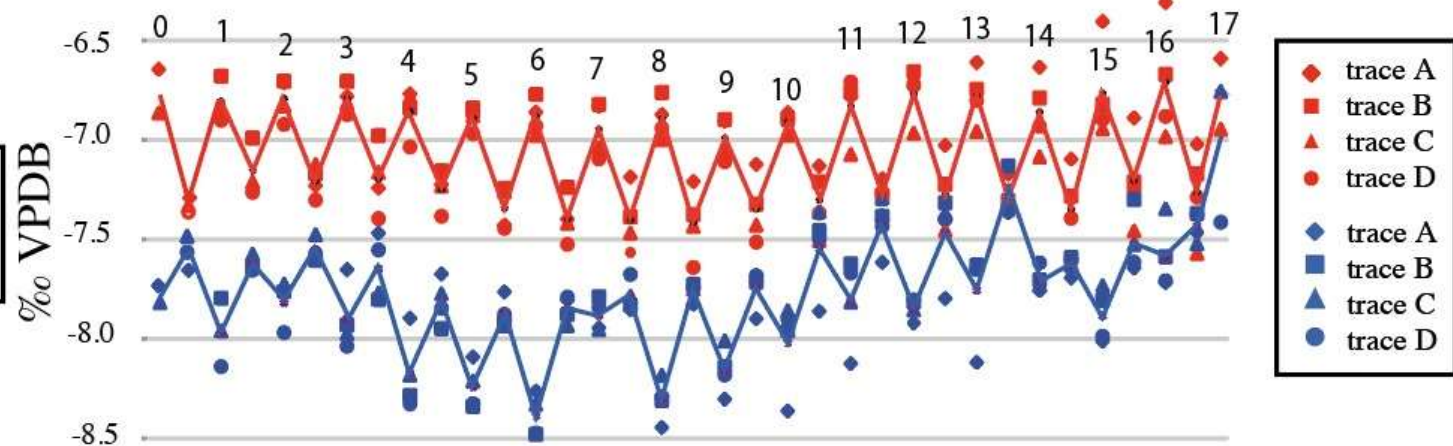 0 1 2 3 4 5 6 7 8 9 10 11 12 13 14 15 16 17
-6.5
-7.0
-7.5
-8.0
-8.5
‰ VPDB
trace A
trace B
trace C
trace D
trace A
trace B
trace C
trace D